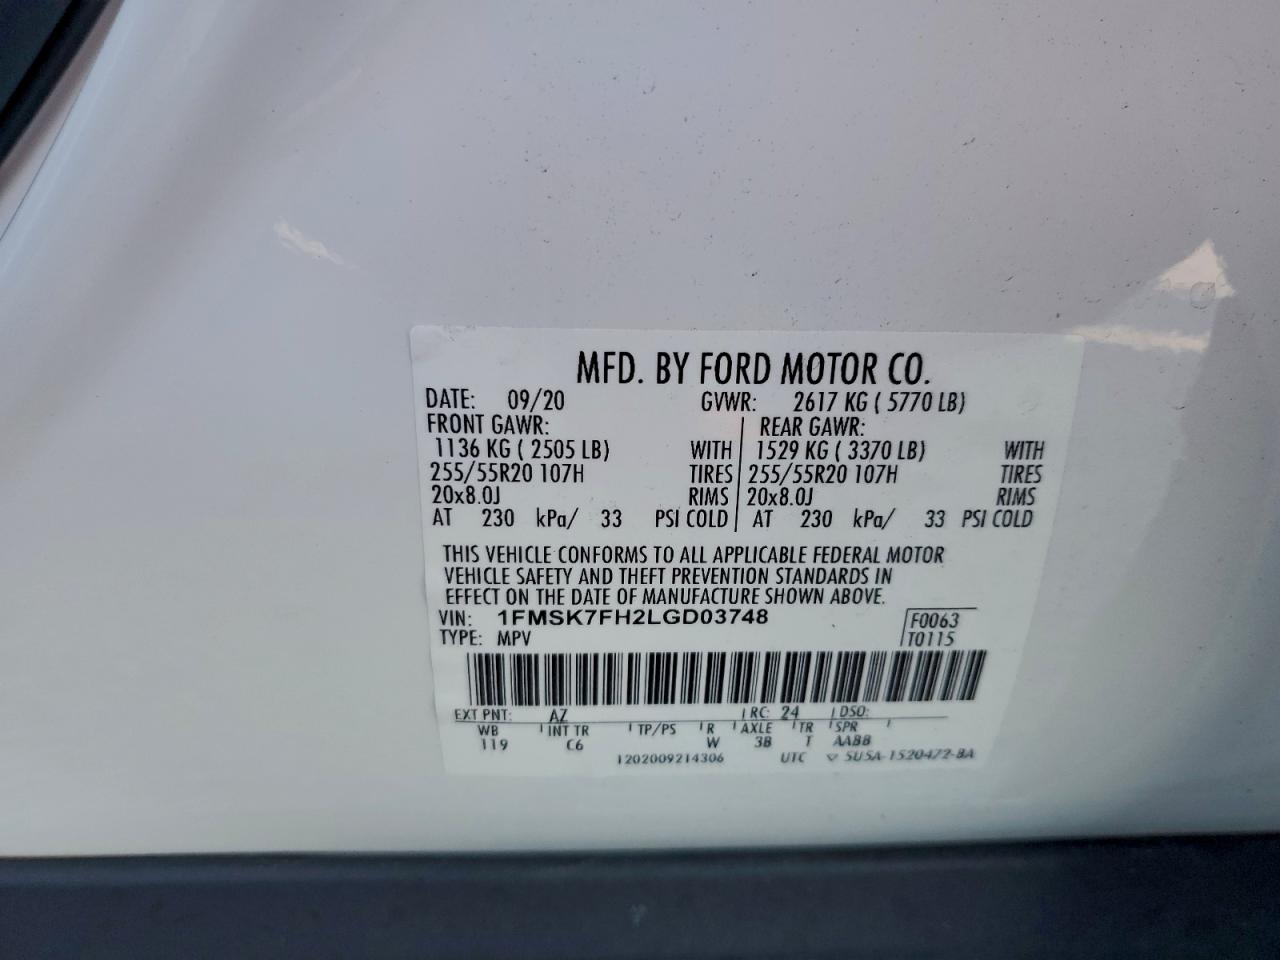 MFD. BY FORD MOTOR CO.
DATE: 09/20 GVWR: 2617 KG ( 5770 LB)
FRONT GAWR: REAR GAWR:
1136 KG ( 2505 LB) WITH 1529 KG ( 3370 LB) WITH
255/55R20 107H TIRES 255/55R20 107H TIRES
20x8.0J RIMS 20x8.0J RIMS
AT 230 kPa/ 33 PSI COLD AT 230 kPa/ 33 PSI COLD
THIS VEHICLE CONFORMS TO ALL APPLICABLE FEDERAL MOTOR
VEHICLE SAFETY AND THEFT PREVENTION STANDARDS IN
EFFECT ON THE DATE OF MANUFACTURE SHOWN ABOVE.
VIN: 1FMSK7FH2LGD03748 F0063
TYPE: MPV T0115
EXT PNT: AZ RC: 24 DSO:
WB INT TR TP/PS R AXLE TR SPR
119 C6 W 3B T AABB
1202009214306 UTC ▽ 5U5A-1520472-BA